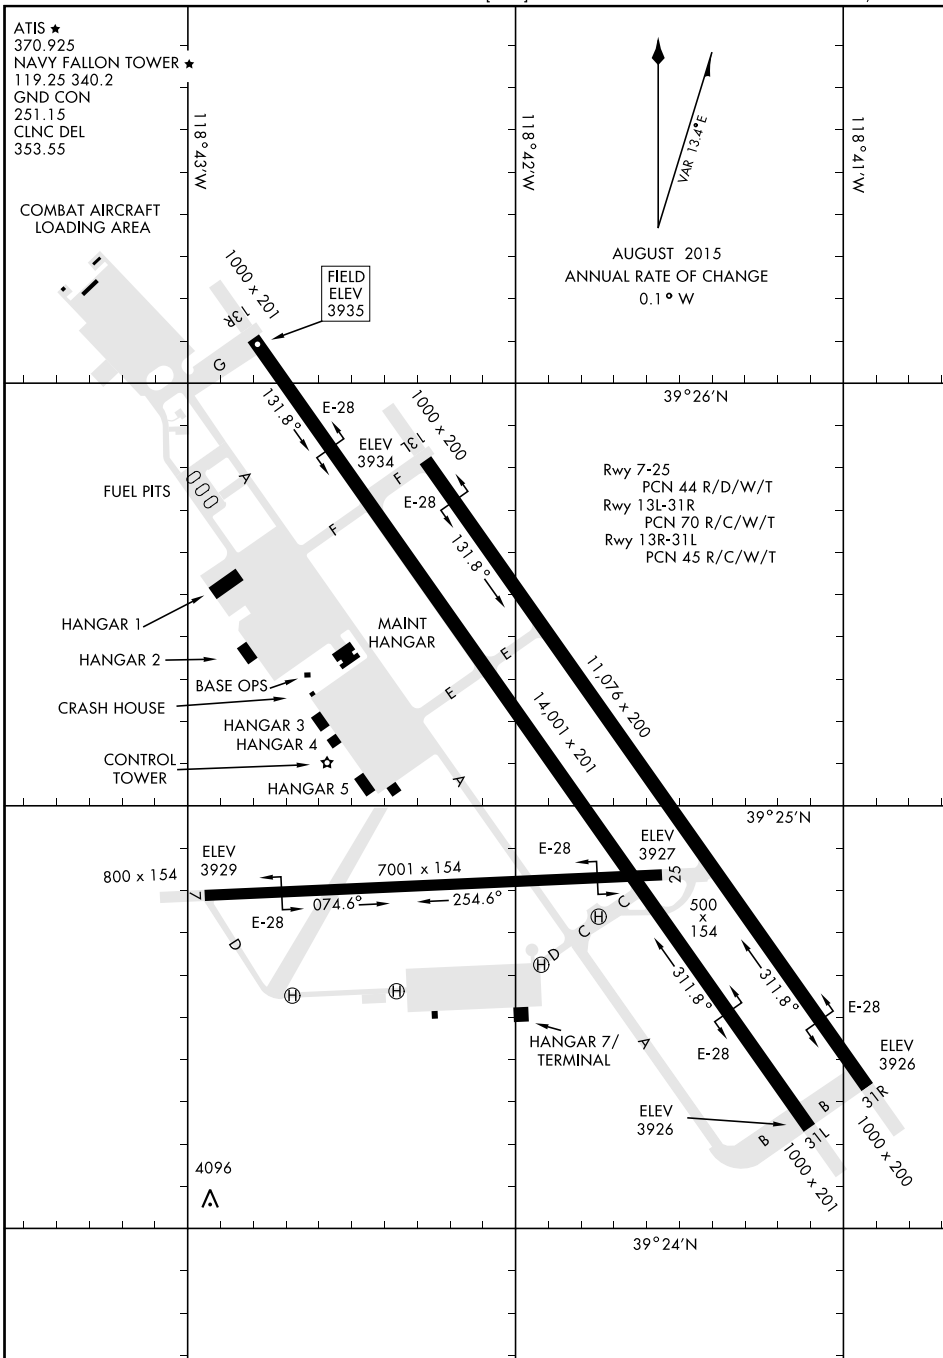 ATIS ★
370.925
NAVY FALLON TOWER ★
119.25 340.2
GND CON
251.15
CLNC DEL
353.55
118°43'W
118°42'W
118°41'W
VAR 13.4°E
AUGUST 2015
ANNUAL RATE OF CHANGE
0.1° W
COMBAT AIRCRAFT
LOADING AREA
1000 x 201
13R
FIELD
ELEV
3935
G
39°26'N
131.8°
E-28
ELEV
3934
1000 x 200
13L
F
F
A
E-28
131.8°
FUEL PITS
Rwy 7-25
PCN 44 R/D/W/T
Rwy 13L-31R
PCN 70 R/C/W/T
Rwy 13R-31L
PCN 45 R/C/W/T
HANGAR 1
MAINT
HANGAR
HANGAR 2
BASE OPS
CRASH HOUSE
E
E
11,076 x 200
14,001 x 201
HANGAR 3
HANGAR 4
CONTROL
TOWER
HANGAR 5
A
39°25'N
800 x 154
ELEV
3929
7001 x 154
E-28
ELEV
3927
7
25
E-28
074.6°
254.6°
H
C
C
500
x
154
D
D
H
H
H
311.8°
311.8°
E-28
E-28
HANGAR 7/
TERMINAL
A
ELEV
3926
ELEV
3926
B
B
31L
31R
1000 x 201
1000 x 200
4096
39°24'N